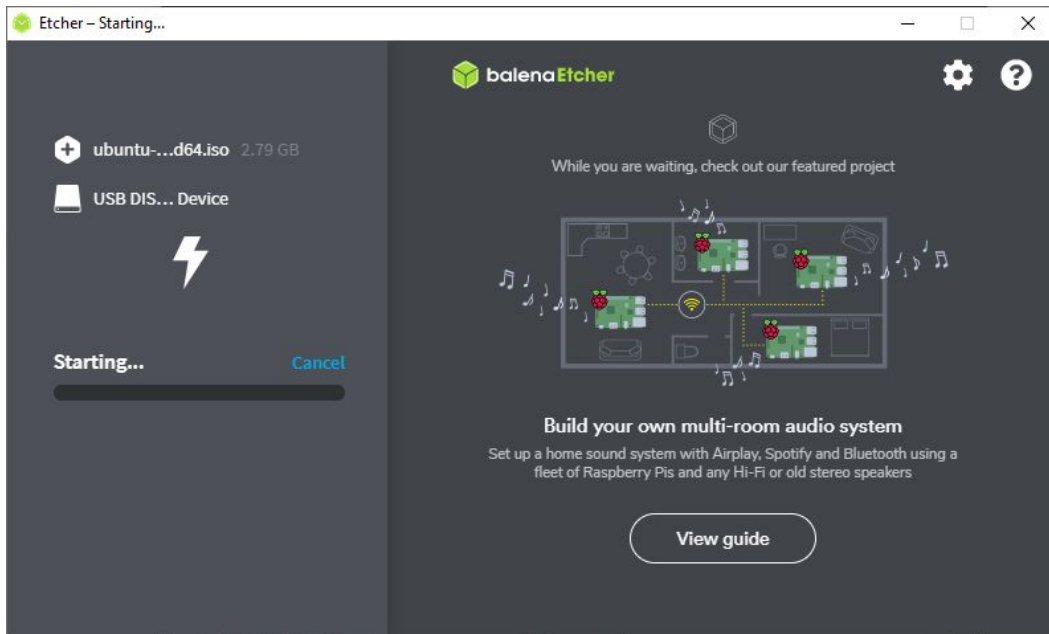 Etcher – Starting...
ubuntu-...d64.iso 2.79 GB
USB DIS... Device
Starting... Cancel
balenaEtcher
While you are waiting, check out our featured project
Build your own multi-room audio system
Set up a home sound system with Airplay, Spotify and Bluetooth using a
fleet of Raspberry Pis and any Hi-Fi or old stereo speakers
View guide